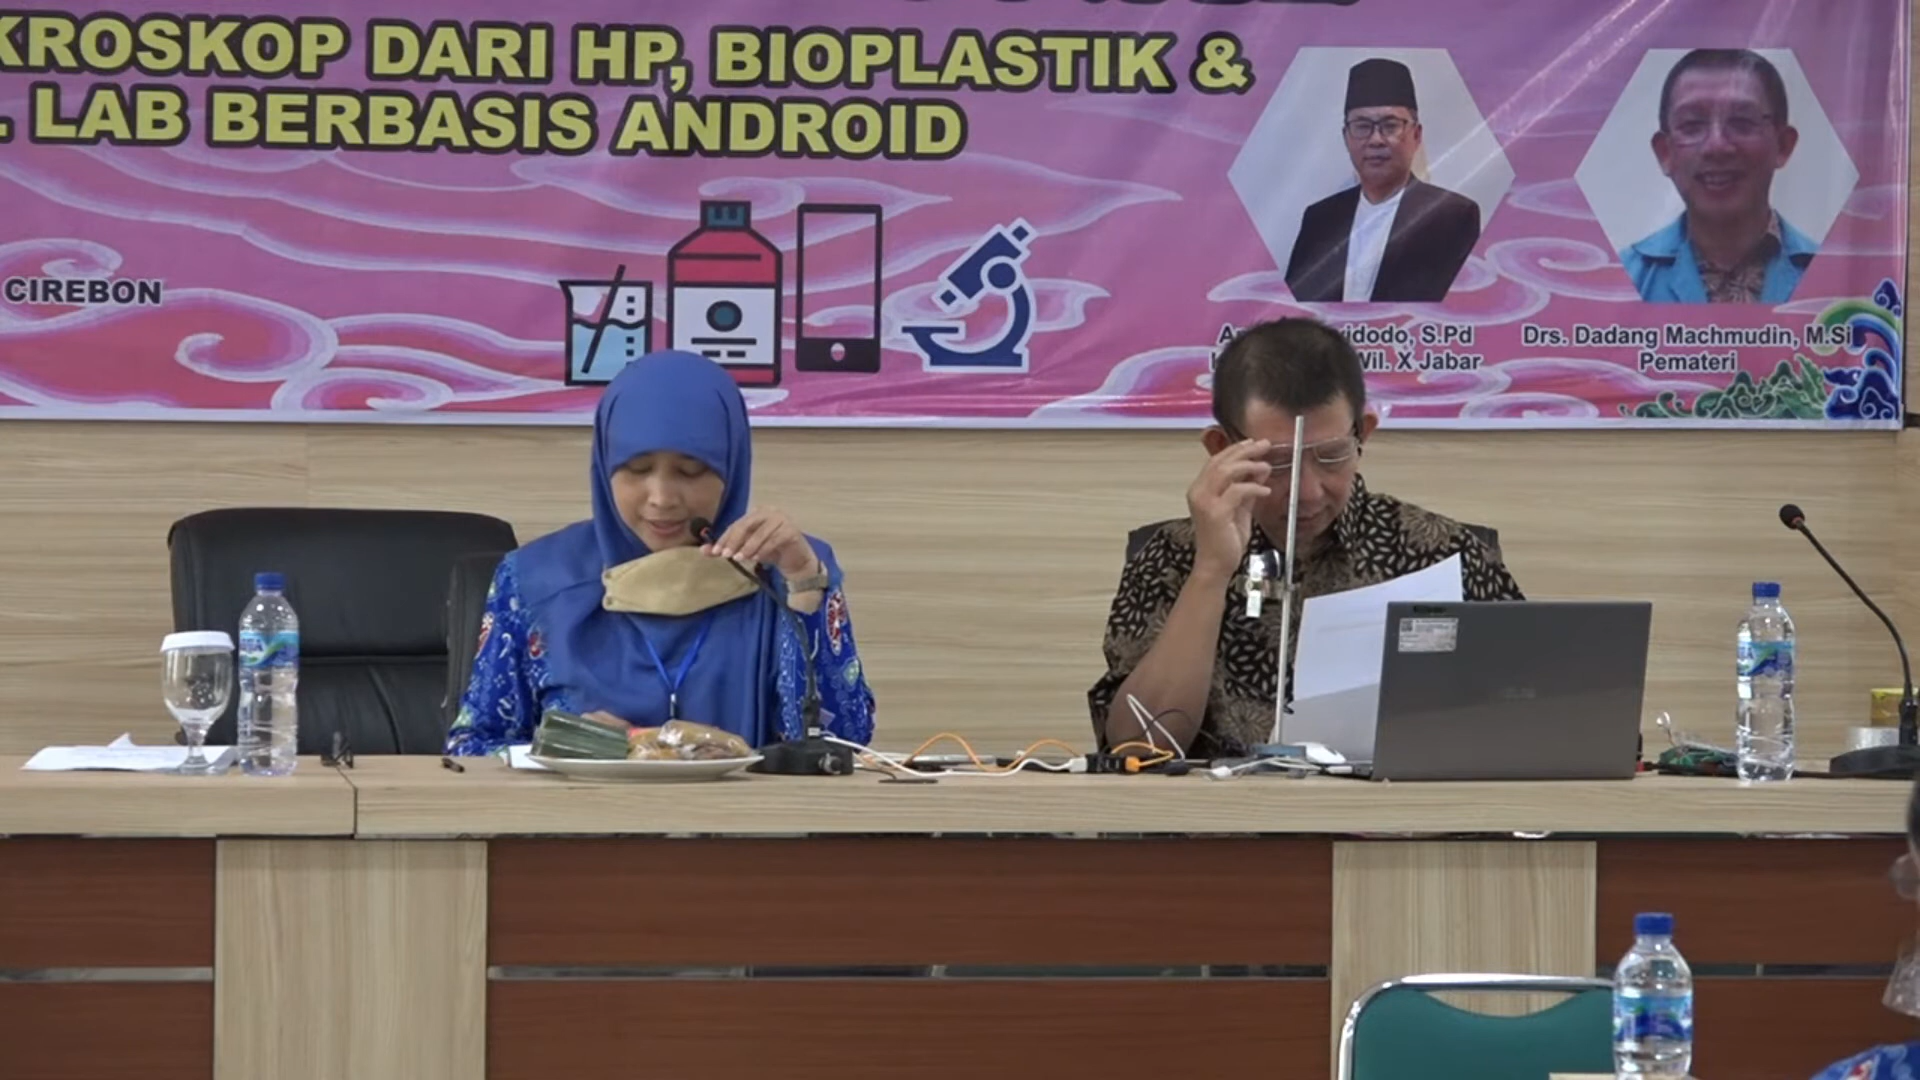 KROSKOP DARI HP, BIOPLASTIK &
LAB BERBASIS ANDROID
CIREBON
S.Pd
Wil. X Jabar
Drs. Dadang Machmudin, M.Si
Pemateri